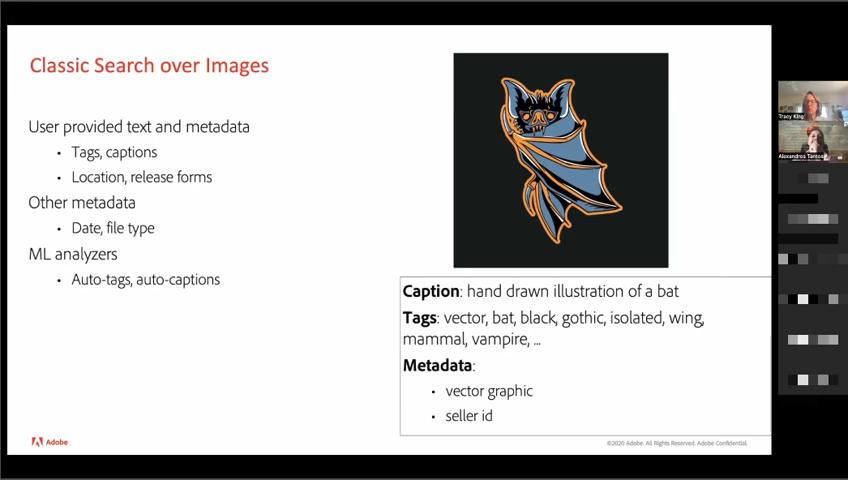 Classic Search over Images
User provided text and metadata
• Tags, captions
• Location, release forms
Other metadata
• Date, file type
ML analyzers
• Auto-tags, auto-captions
Caption: hand drawn illustration of a bat
Tags: vector, bat, black, gothic, isolated, wing,
mammal, vampire, ...
Metadata:
• vector graphic
• seller id
Adobe
©2020 Adobe. All Rights Reserved. Adobe Confidential.
Tracy King
Alexandros Tantos